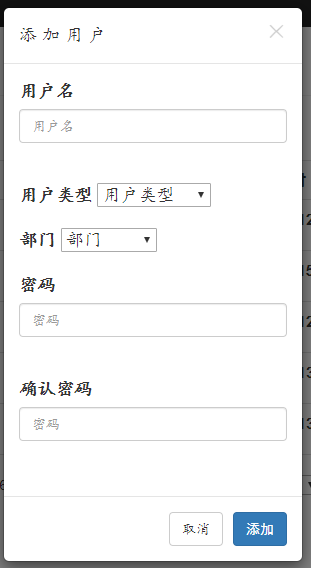 添加用户 ×
用户名
用户名
用户类型 用户类型
部门 部门
密码
密码
确认密码
密码
取消 添加